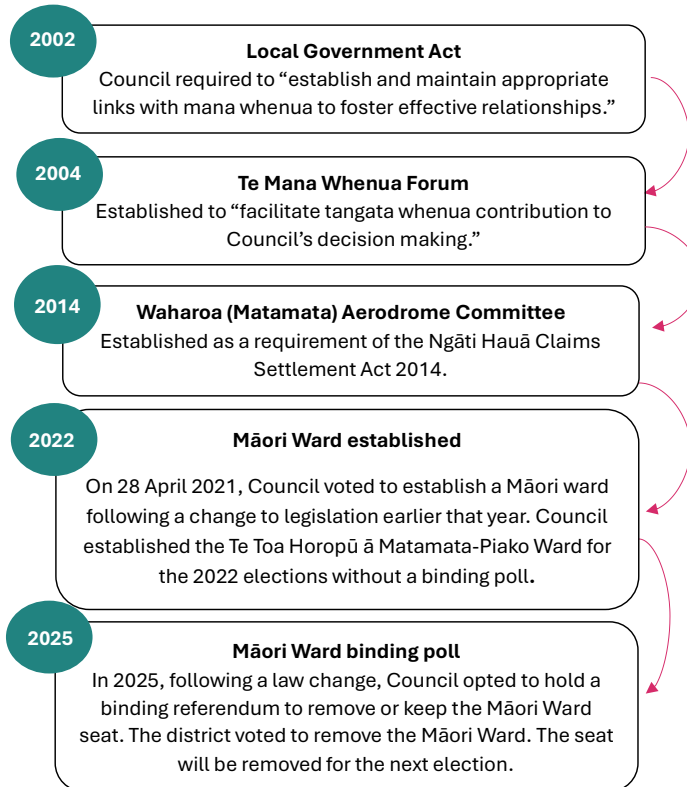 2002
Local Government Act
Council required to “establish and maintain appropriate
links with mana whenua to foster effective relationships.”
2004
Te Mana Whenua Forum
Established to “facilitate tangata whenua contribution to
Council’s decision making.”
2014
Waharoa (Matamata) Aerodrome Committee
Established as a requirement of the Ngāti Hauā Claims
Settlement Act 2014.
2022
Māori Ward established
On 28 April 2021, Council voted to establish a Māori ward
following a change to legislation earlier that year. Council
established the Te Toa Horopū ā Matamata-Piako Ward for
the 2022 elections without a binding poll.
2025
Māori Ward binding poll
In 2025, following a law change, Council opted to hold a
binding referendum to remove or keep the Māori Ward
seat. The district voted to remove the Māori Ward. The seat
will be removed for the next election.